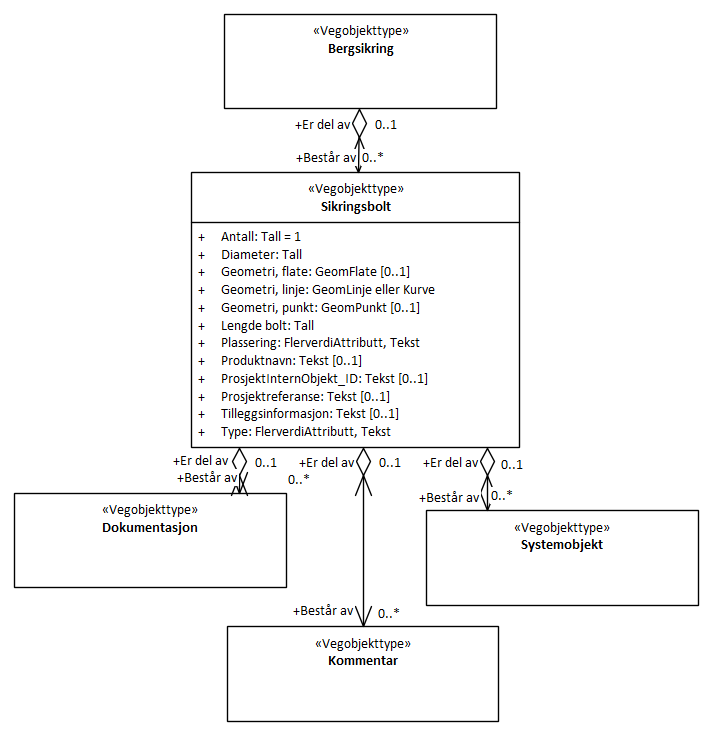 «Vegobjekttype»
Bergsikring
+Er del av 0..1
+Består av 0..*
«Vegobjekttype»
Sikringsbolt
+ Antall: Tall = 1
+ Diameter: Tall
+ Geometri, flate: GeomFlate [0..1]
+ Geometri, linje: GeomLinje eller Kurve
+ Geometri, punkt: GeomPunkt [0..1]
+ Lengde bolt: Tall
+ Plassering: FlerverdiAttributt, Tekst
+ Produktnavn: Tekst [0..1]
+ ProsjektInternObjekt_ID: Tekst [0..1]
+ Prosjektreferanse: Tekst [0..1]
+ Tilleggsinformasjon: Tekst [0..1]
+ Type: FlerverdiAttributt, Tekst
+Er del av 0..1 +Er del av 0..1 +Er del av 0..1
+Består av 0..*
+Består av 0..*
«Vegobjekttype»
Dokumentasjon
«Vegobjekttype»
Systemobjekt
+Består av 0..*
«Vegobjekttype»
Kommentar